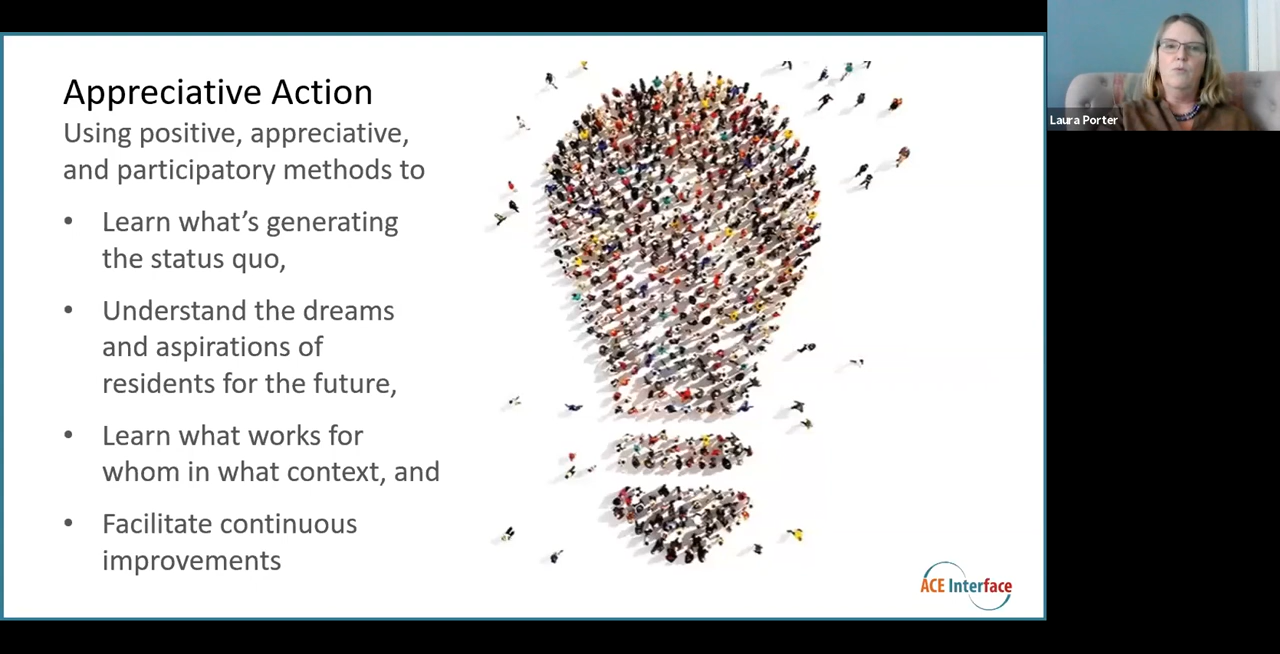 Appreciative Action
Using positive, appreciative,
and participatory methods to
• Learn what's generating
the status quo,
• Understand the dreams
and aspirations of
residents for the future,
• Learn what works for
whom in what context, and
• Facilitate continuous
improvements
ACE Interface
Laura Porter